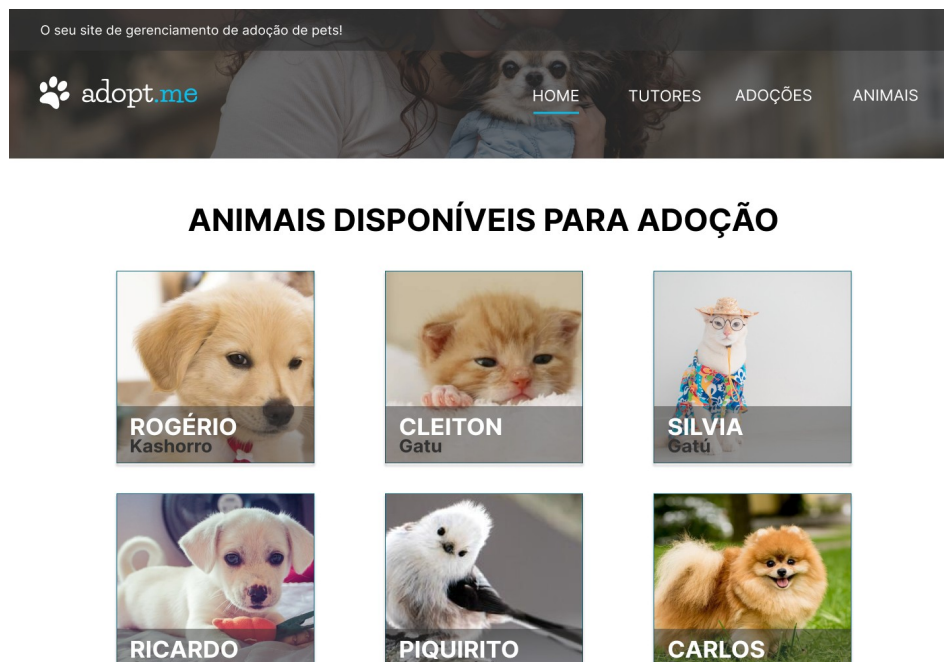 O seu site de gerenciamento de adoção de pets!
adopt.me
HOME TUTORES ADOÇÕES ANIMAIS
ANIMAIS DISPONÍVEIS PARA ADOÇÃO
ROGÉRIO
Kashorro
CLEITON
Gatu
SILVIA
Gatú
RICARDO
PIQUIRITO
CARLOS